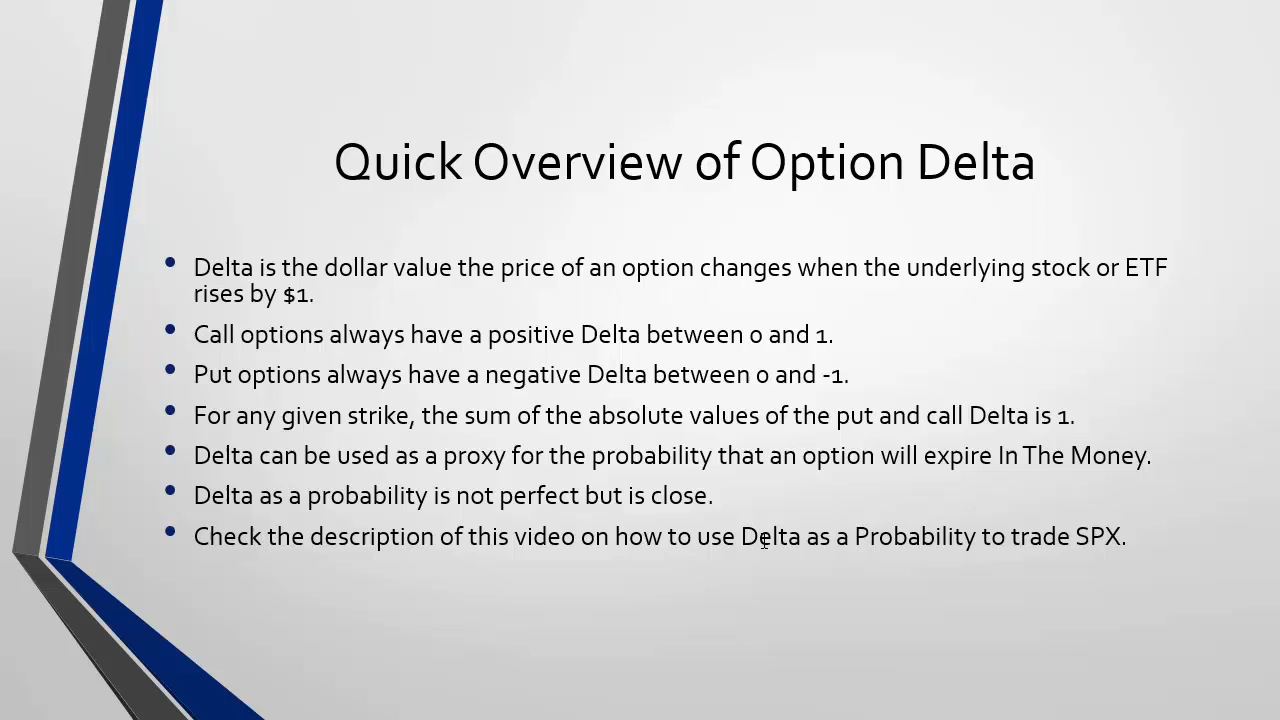 Quick Overview of Option Delta
• Delta is the dollar value the price of an option changes when the underlying stock or ETF
rises by $1.
• Call options always have a positive Delta between 0 and 1.
• Put options always have a negative Delta between 0 and -1.
• For any given strike, the sum of the absolute values of the put and call Delta is 1.
• Delta can be used as a proxy for the probability that an option will expire In The Money.
• Delta as a probability is not perfect but is close.
• Check the description of this video on how to use Delta as a Probability to trade SPX.